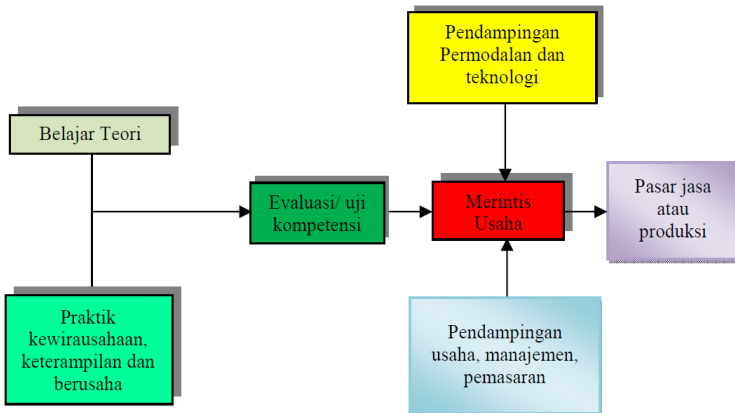 Pendampingan
Permodalan dan
teknologi
Belajar Teori
Evaluasi/ uji
kompetensi
Merintis
Usaha
Pasar jasa
atau
produksi
Praktik
kewirausahaan,
keterampilan dan
berusaha
Pendampingan
usaha, manajemen,
pemasaran